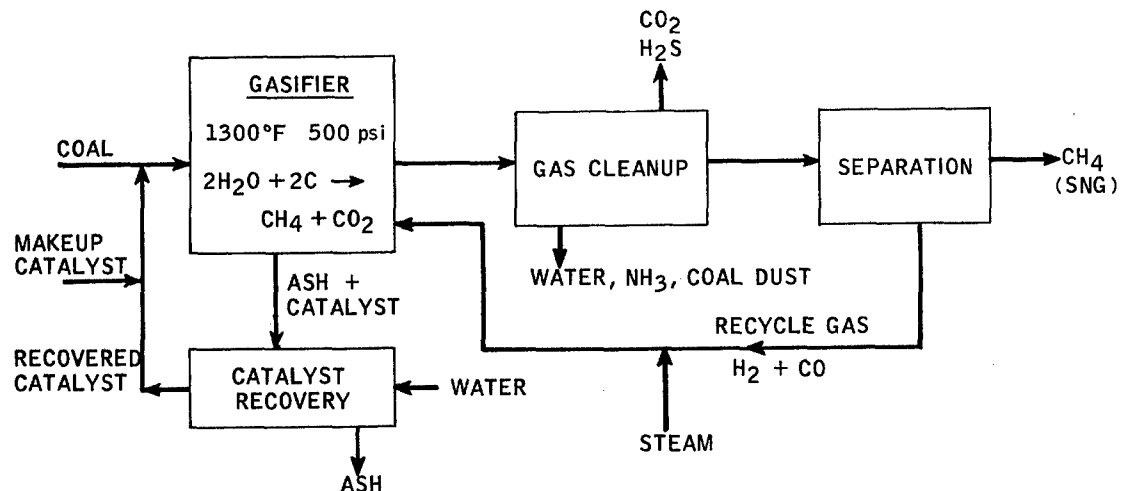 CO2
H2S
GASIFIER
1300°F 500 psi
2H2O + 2C →
CH4 + CO2
COAL
GAS CLEANUP
SEPARATION
CH4
(SNG)
MAKEUP
CATALYST
WATER, NH3, COAL DUST
ASH +
CATALYST
RECYCLE GAS
H2 + CO
RECOVERED
CATALYST
CATALYST
RECOVERY
WATER
STEAM
ASH